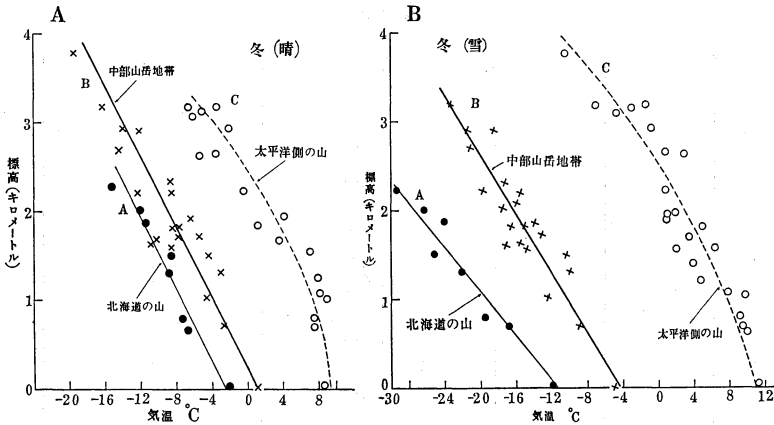 A
冬 (晴)
4
3
2
1
0
標高(キロメートル)
B
中部山岳地帯
C
太平洋側の山
A
北海道の山
-20
-16
-12
-8
-4
0
4
8
気温 ℃
B
冬 (雪)
4
3
2
1
0
標高(キロメートル)
C
B
中部山岳地帯
A
北海道の山
太平洋側の山
-30
-26
-24
-20
-16
-12
-8
-4
0
4
8
12
気温 ℃